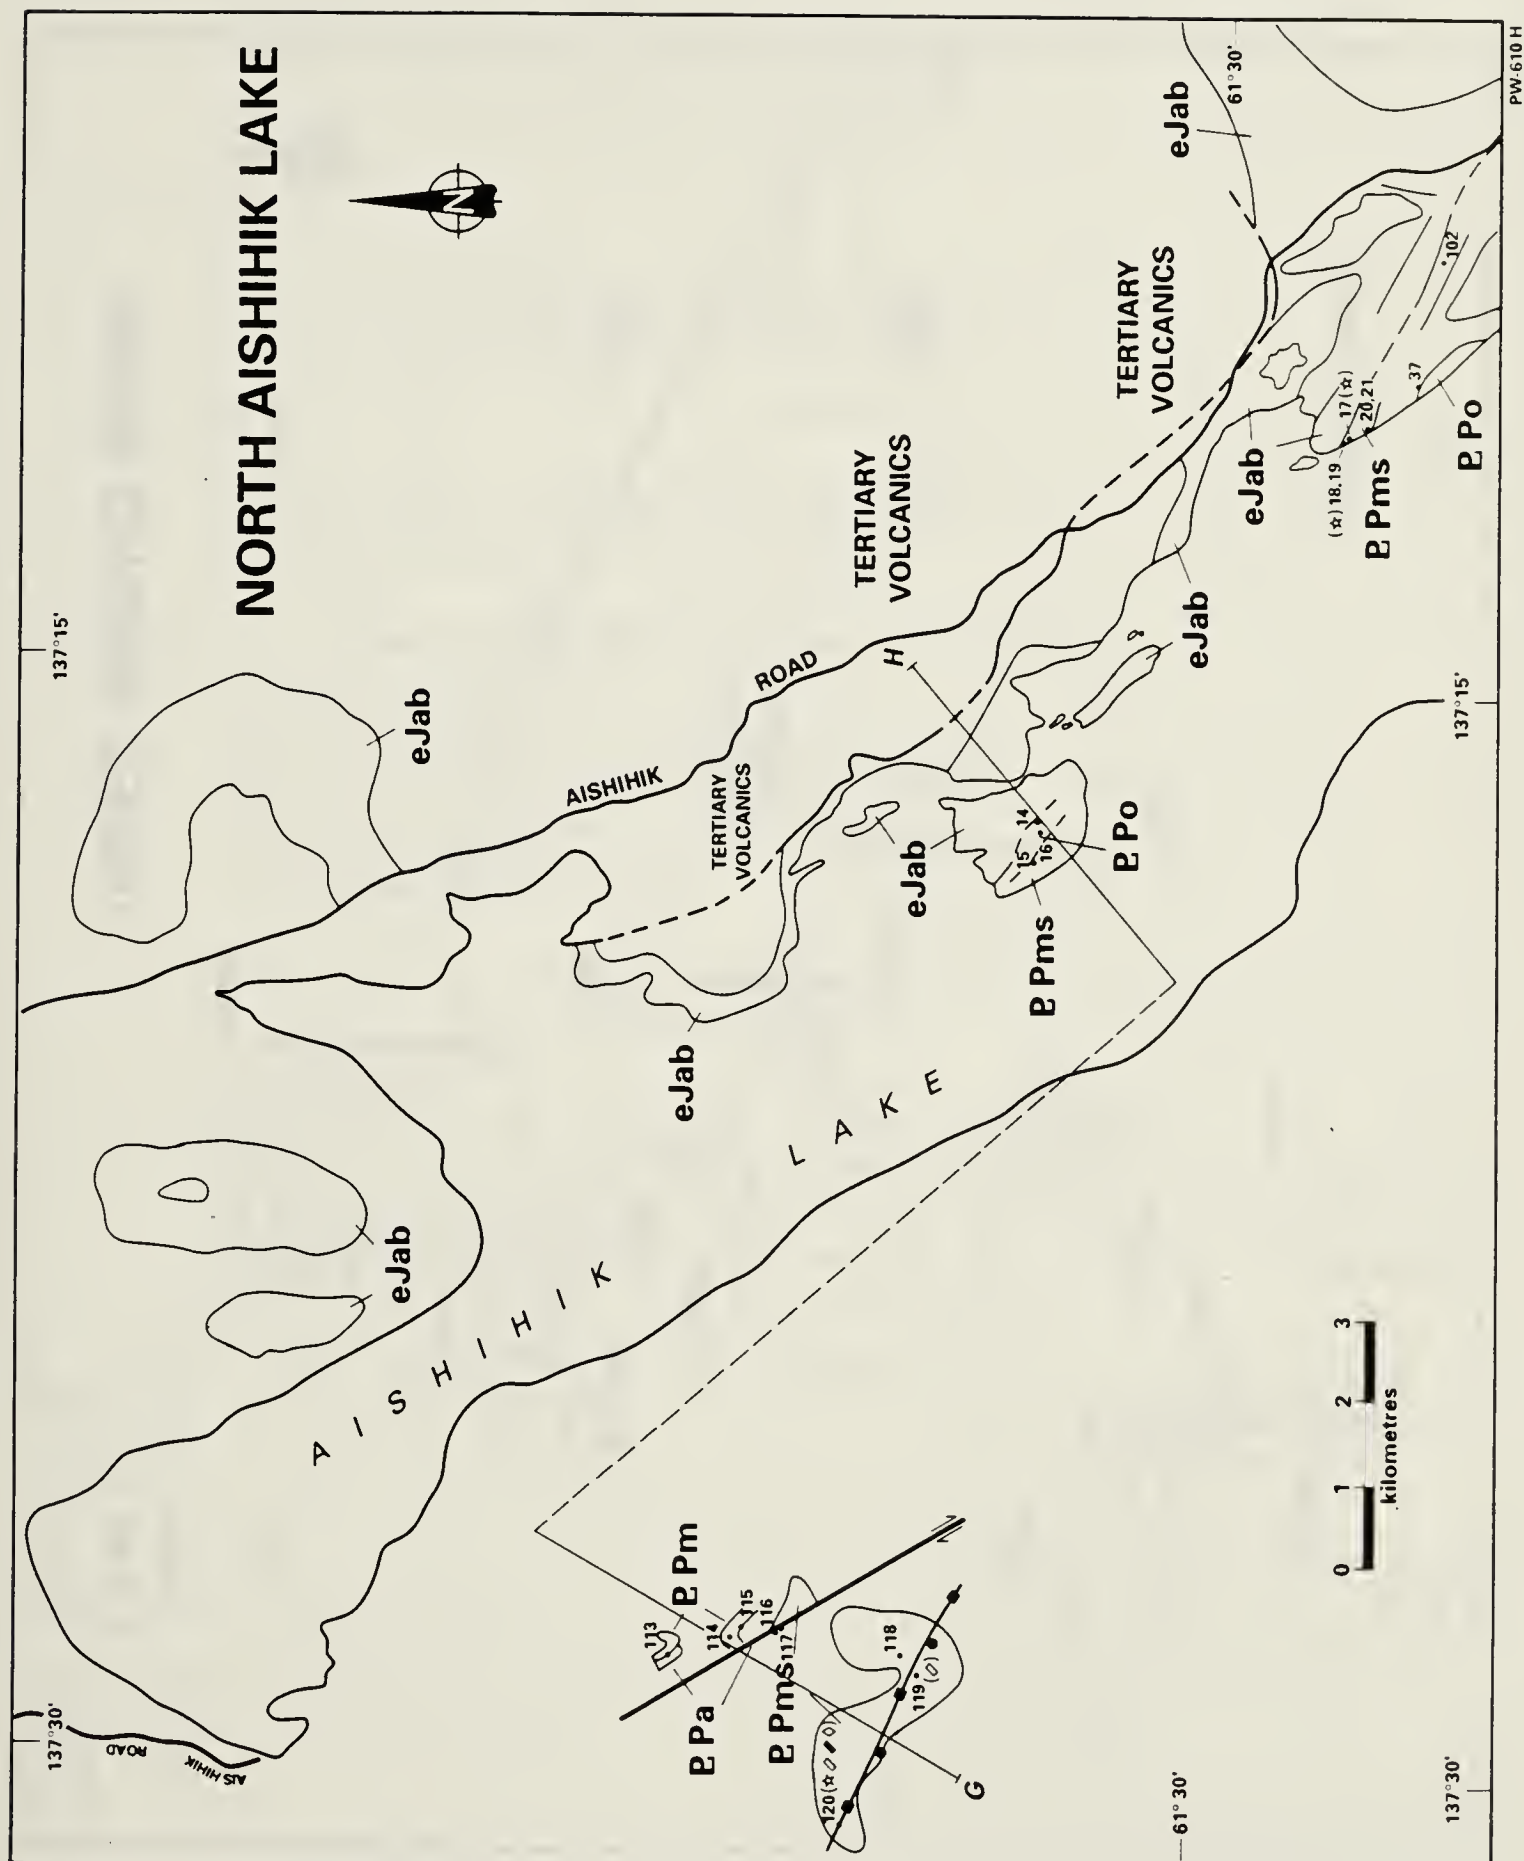 NORTH AISHIHIK LAKE
N
PW-610 H
137°15'
61°30'
eJab
eJab
TERTIARY
VOLCANICS
TERTIARY
VOLCANICS
AISHIHIK
ROAD
H
TERTIARY
VOLCANICS
eJab
eJab
eJab
eJab
102
17(☆)
20,21
37
(☆)18.19
P Pms
P Po
14
15
16
P Po
P Pms
137°15'
eJab
eJab
AISHIHIK
LAKE
P Pm
113
114
115
116
117
P Pa
P Pms
118
119
120
G
137°30'
AISHIHIK
ROAD
0 1 2 3
kilometres
61°30'
137°30'